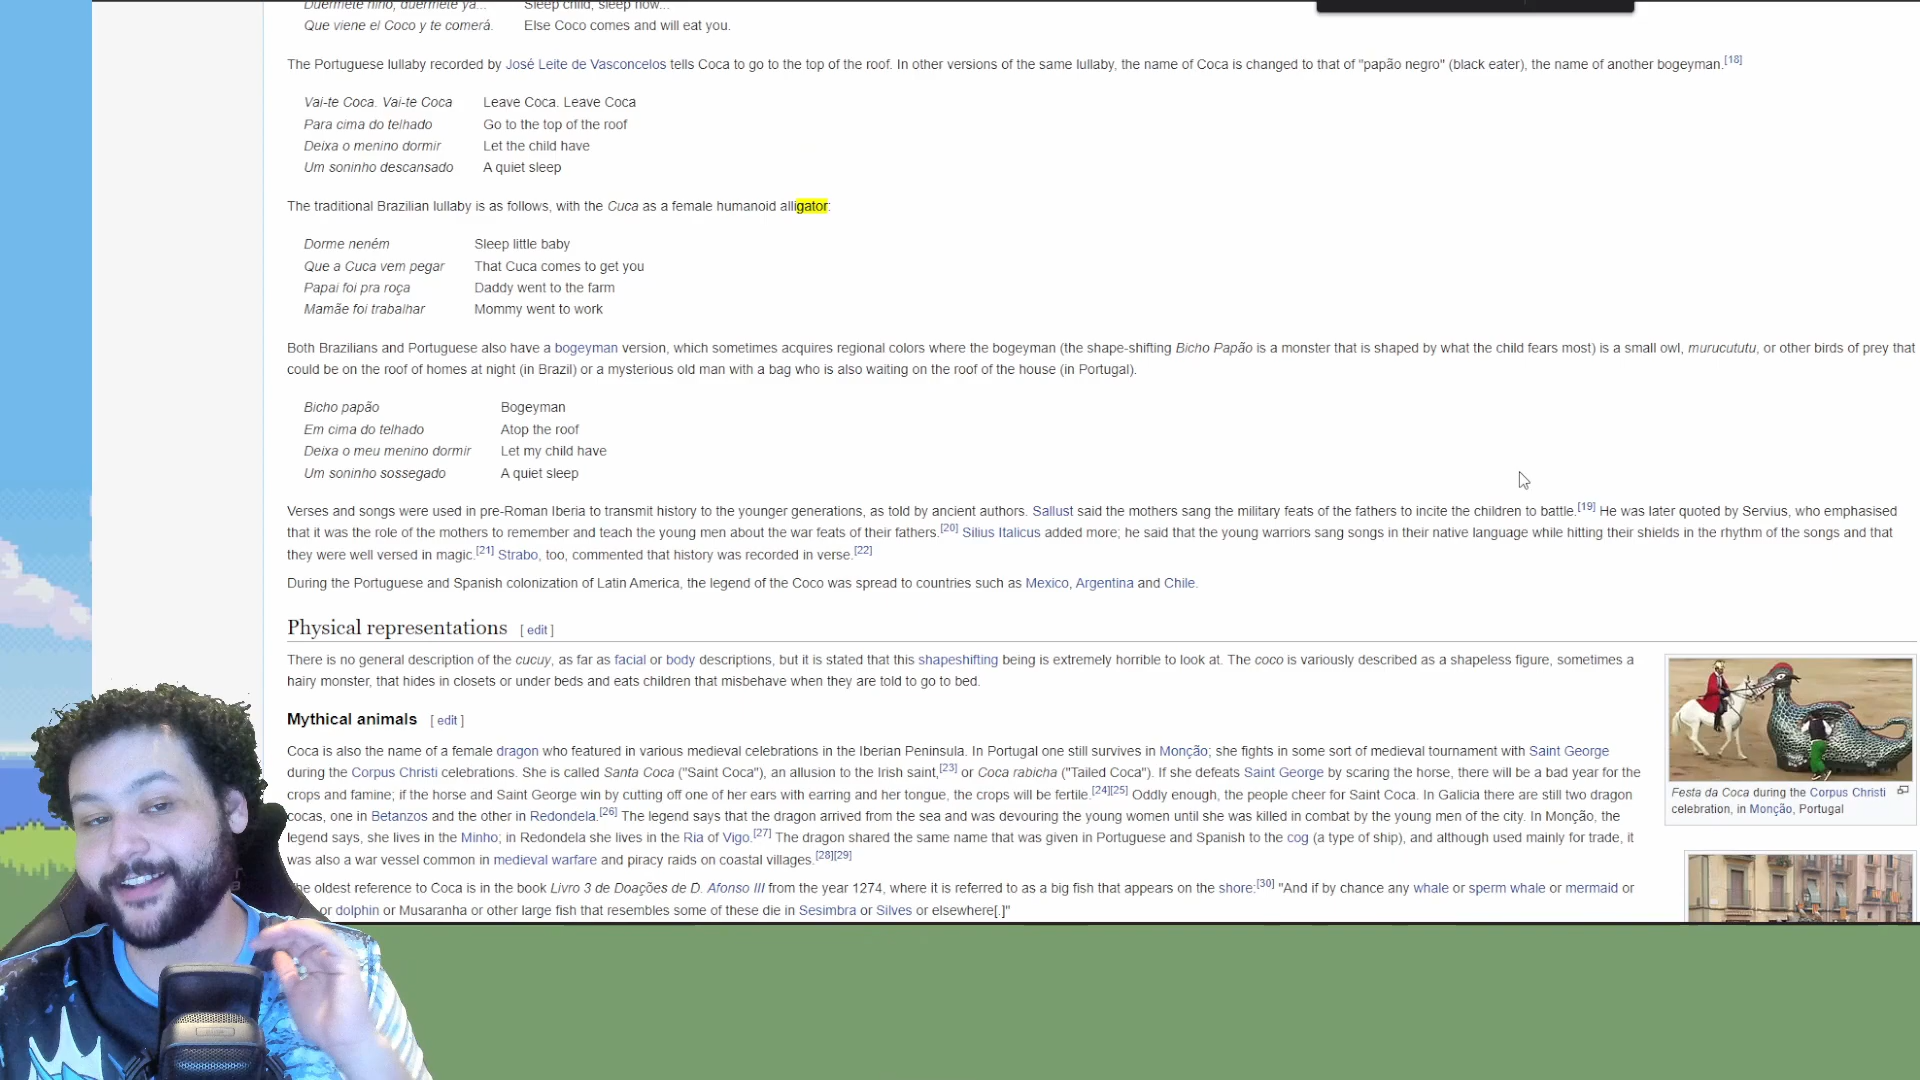 Duérmete niño, duérmete ya... Sleep child, sleep now...
Que viene el Coco y te comerá. Else Coco comes and will eat you.
The Portuguese lullaby recorded by José Leite de Vasconcelos tells Coca to go to the top of the roof. In other versions of the same lullaby, the name of Coca is changed to that of "papão negro" (black eater), the name of another bogeyman.[18]
Vai-te Coca. Vai-te Coca Leave Coca. Leave Coca
Para cima do telhado Go to the top of the roof
Deixa o menino dormir Let the child have
Um soninho descansado A quiet sleep
The traditional Brazilian lullaby is as follows, with the Cuca as a female humanoid alligator:
Dorme neném Sleep little baby
Que a Cuca vem pegar That Cuca comes to get you
Papai foi pra roça Daddy went to the farm
Mamãe foi trabalhar Mommy went to work
Both Brazilians and Portuguese also have a bogeyman version, which sometimes acquires regional colors where the bogeyman (the shape-shifting Bicho Papão is a monster that is shaped by what the child fears most) is a small owl, murucututu, or other birds of prey that
could be on the roof of homes at night (in Brazil) or a mysterious old man with a bag who is also waiting on the roof of the house (in Portugal).
Bicho papão Bogeyman
Em cima do telhado Atop the roof
Deixa o meu menino dormir Let my child have
Um soninho sossegado A quiet sleep
Verses and songs were used in pre-Roman Iberia to transmit history to the younger generations, as told by ancient authors. Sallust said the mothers sang the military feats of the fathers to incite the children to battle.[19] He was later quoted by Servius, who emphasised
that it was the role of the mothers to remember and teach the young men about the war feats of their fathers.[20] Silius Italicus added more; he said that the young warriors sang songs in their native language while hitting their shields in the rhythm of the songs and that
they were well versed in magic.[21] Strabo, too, commented that history was recorded in verse.[22]
During the Portuguese and Spanish colonization of Latin America, the legend of the Coco was spread to countries such as Mexico, Argentina and Chile.
Physical representations [ edit ]
There is no general description of the cucuy, as far as facial or body descriptions, but it is stated that this shapeshifting being is extremely horrible to look at. The coco is variously described as a shapeless figure, sometimes a
hairy monster, that hides in closets or under beds and eats children that misbehave when they are told to go to bed.
Mythical animals [ edit ]
Coca is also the name of a female dragon who featured in various medieval celebrations in the Iberian Peninsula. In Portugal one still survives in Monção; she fights in some sort of medieval tournament with Saint George
during the Corpus Christi celebrations. She is called Santa Coca ("Saint Coca"), an allusion to the Irish saint,[23] or Coca rabicha ("Tailed Coca"). If she defeats Saint George by scaring the horse, there will be a bad year for the
crops and famine; if the horse and Saint George win by cutting off one of her ears with earring and her tongue, the crops will be fertile.[24][25] Oddly enough, the people cheer for Saint Coca. In Galicia there are still two dragon
cocas, one in Betanzos and the other in Redondela.[26] The legend says that the dragon arrived from the sea and was devouring the young women until she was killed in combat by the young men of the city. In Monção, the
legend says, she lives in the Minho; in Redondela she lives in the Ria of Vigo.[27] The dragon shared the same name that was given in Portuguese and Spanish to the cog (a type of ship), and although used mainly for trade, it
was also a war vessel common in medieval warfare and piracy raids on coastal villages.[28][29]
he oldest reference to Coca is in the book Livro 3 de Doações de D. Afonso III from the year 1274, where it is referred to as a big fish that appears on the shore:[30] "And if by chance any whale or sperm whale or mermaid or
or dolphin or Musaranha or other large fish that resembles some of these die in Sesimbra or Silves or elsewhere[.]"
Festa da Coca during the Corpus Christi
celebration, in Monção, Portugal